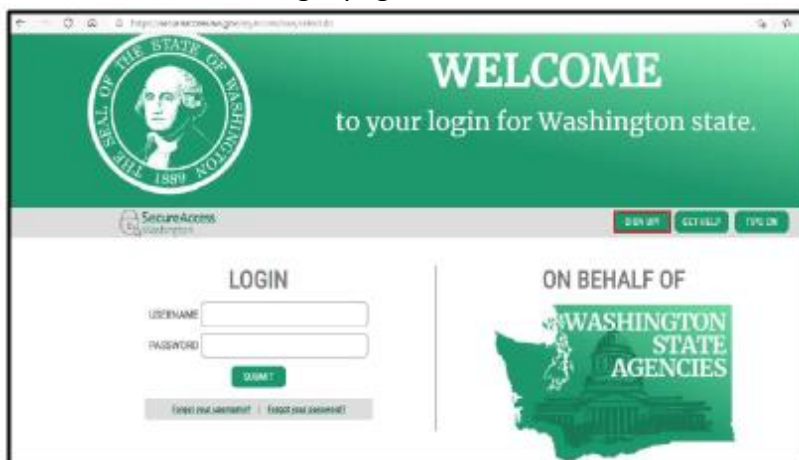 THE SEAL OF THE STATE OF WASHINGTON
1889
WELCOME
to your login for Washington state.
SecureAccess
Washington
SIGN UP!
GET HELP
TIPS ON
LOGIN
USERNAME
PASSWORD
SUBMIT
Forgot your username? | Forgot your password?
ON BEHALF OF
WASHINGTON
STATE
AGENCIES